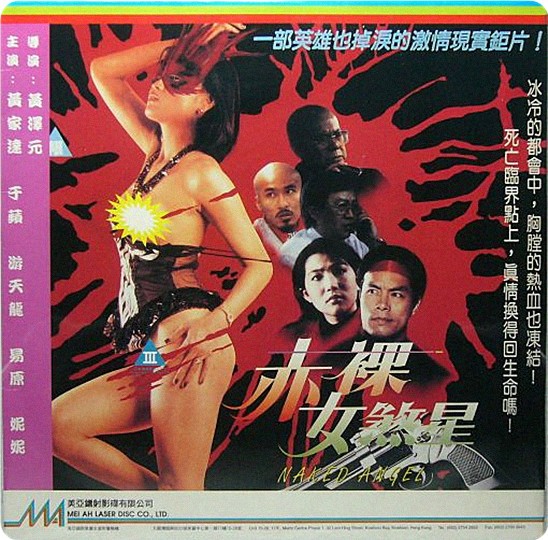 一部英雄也掉淚的激情現實鉅片！
導演：黃澤元
主演：黃家達 于蘋 游天龍 易原 妮妮
冰冷的都會中，胸膛的熱血也凍結！
死亡臨界點上，眞情換得回生命嗎！
III
赤裸
女煞星
NAKED ANGEL
MA
美亞鐳射影碟有限公司
MEI AH LASER DISC CO., LTD.